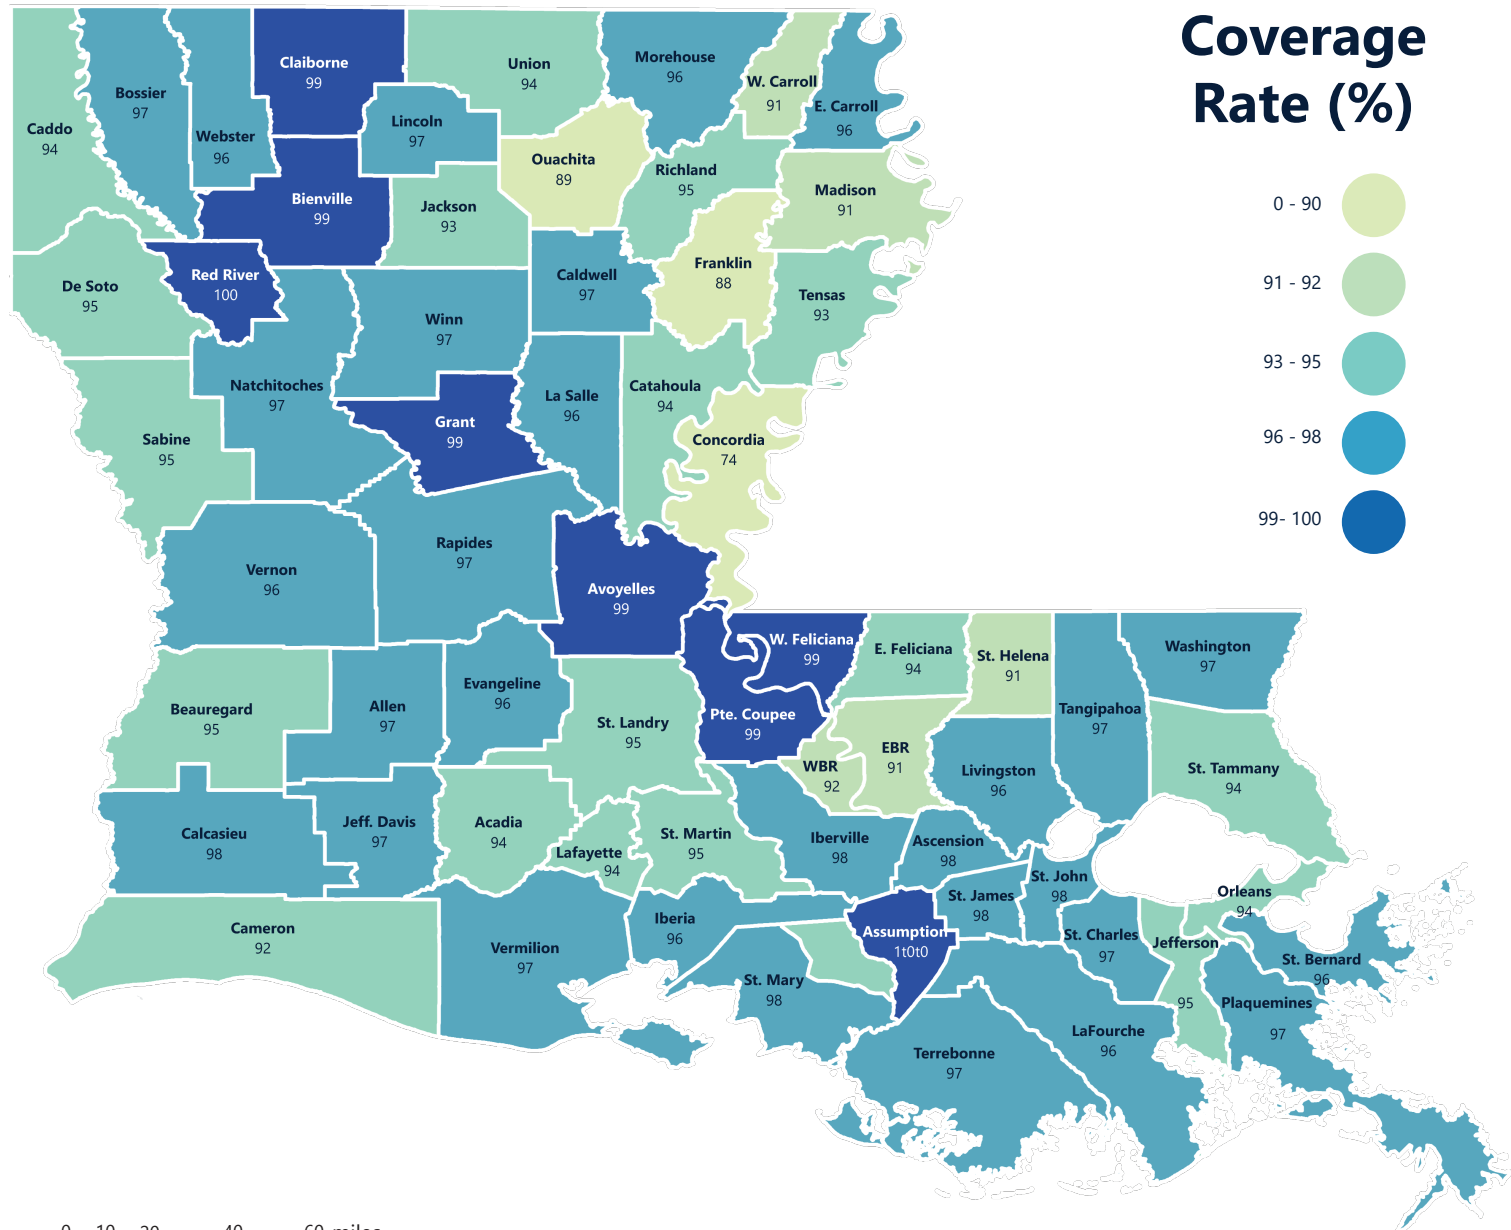 Coverage
Rate (%)
0 - 90
91 - 92
93 - 95
96 - 98
99- 100
Caddo
94
Bossier
97
Webster
96
Claiborne
99
Union
94
Morehouse
96
W. Carroll
91
E. Carroll
96
Lincoln
97
Ouachita
89
Richland
95
Madison
91
Bienville
99
Jackson
93
De Soto
95
Red River
100
Caldwell
97
Franklin
88
Tensas
93
Winn
97
Natchitoches
97
La Salle
96
Catahoula
94
Grant
99
Sabine
95
Concordia
74
Vernon
96
Rapides
97
Avoyelles
99
W. Feliciana
99
E. Feliciana
94
St. Helena
91
Washington
97
Tangipahoa
97
Beauregard
95
Allen
97
Evangeline
96
St. Landry
95
Pte. Coupee
99
WBR
92
EBR
91
Livingston
96
St. Tammany
94
Calcasieu
98
Jeff. Davis
97
Acadia
94
Lafayette
94
St. Martin
95
Iberville
98
Ascension
98
St. John
98
St. James
98
Orleans
94
Cameron
92
Vermilion
97
Iberia
96
Assumption
1t0t0
St. Charles
97
Jefferson
95
St. Bernard
96
St. Mary
98
Plaquemines
97
Terrebonne
97
LaFourche
96
0 10 20 40 60 miles